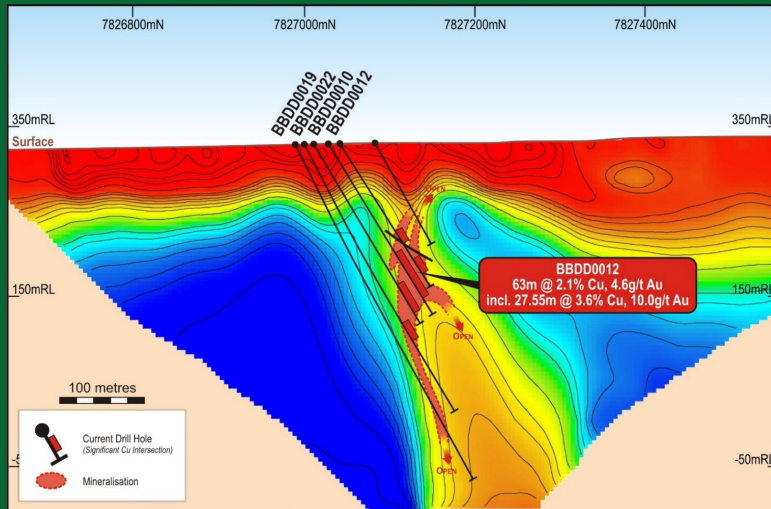 7826800mN
7827000mN
7827200mN
7827400mN
BBDD0019
BBDD0022
BBDD0010
BBDD0012
350mRL
350mRL
Surface
OPEN
BBDD0012
63m @ 2.1% Cu, 4.6g/t Au
incl. 27.55m @ 3.6% Cu, 10.0g/t Au
150mRL
150mRL
OPEN
100 metres
Current Drill Hole
(Significant Cu Intersection)
Mineralisation
-5
-50mRL
OPEN